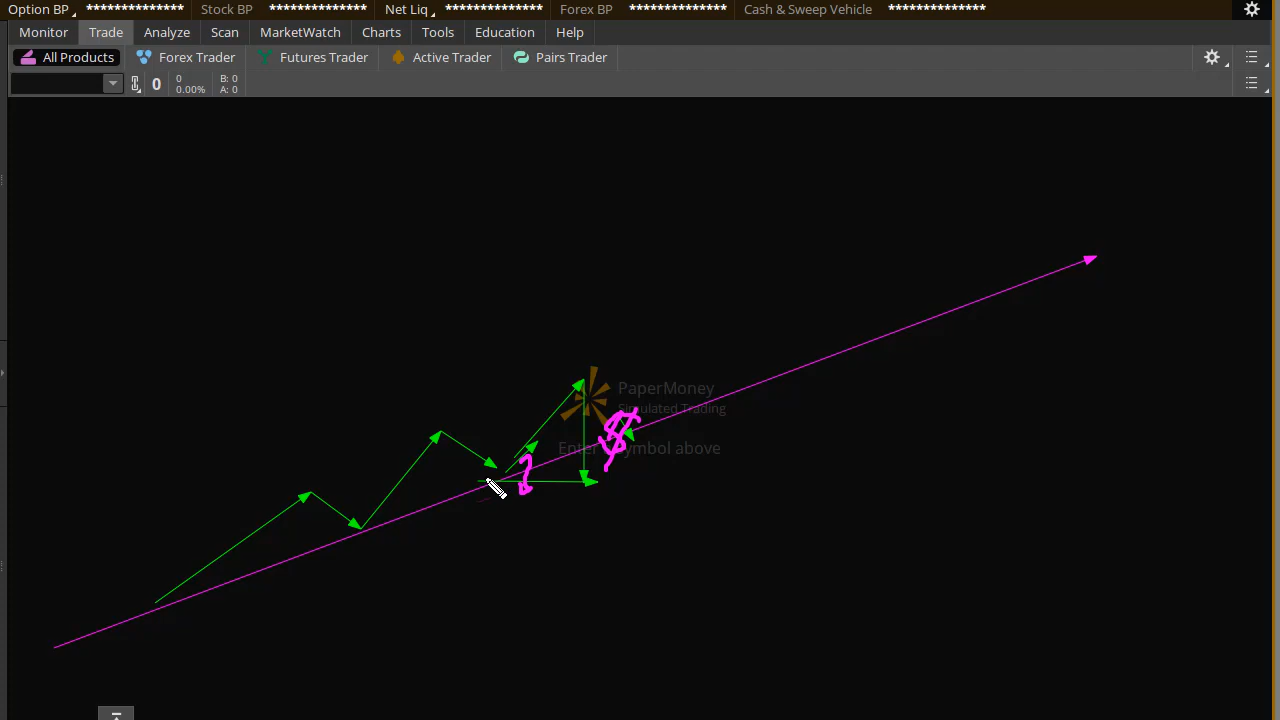 Option BP ************** Stock BP ************** Net Liq ************** Forex BP ************** Cash & Sweep Vehicle **************
Monitor Trade Analyze Scan MarketWatch Charts Tools Education Help
All Products Forex Trader Futures Trader Active Trader Pairs Trader
0 0 B: 0
0.00% A: 0
PaperMoney
Simulated Trading
Enter symbol above